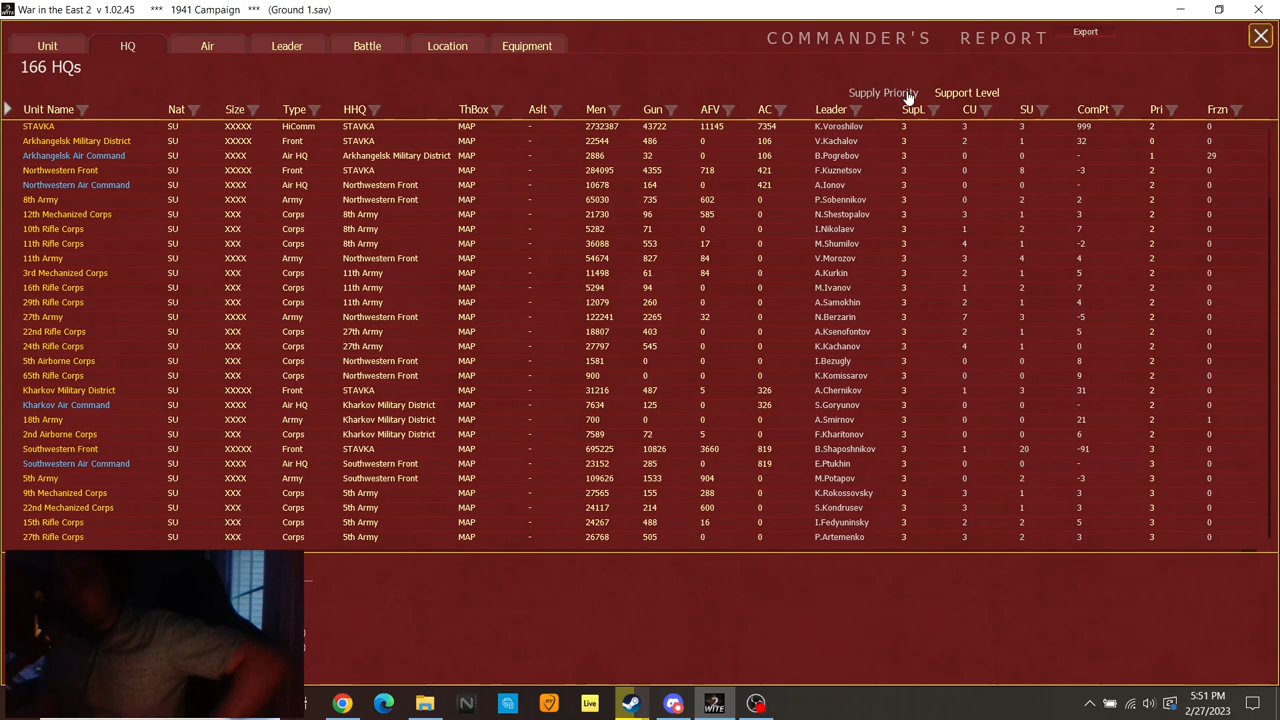 War in the East 2 v 1.02.45 *** 1941 Campaign *** (Ground 1.sav)
Unit HQ Air Leader Battle Location Equipment COMMANDER'S REPORT Export
166 HQs
Supply Priority Support Level
Unit Name Nat Size Type HHQ ThBox Aslt Men Gun AFV AC Leader SupL CU SU ComPt Pri Frzn
STAVKA SU XXXXX HiComm STAVKA MAP - 2732387 43722 11145 7354 K.Voroshilov 3 3 3 999 2 0
Arkhangelsk Military District SU XXXXX Front STAVKA MAP - 22544 486 0 106 V.Kachalov 3 2 1 32 0 0
Arkhangelsk Air Command SU XXXX Air HQ Arkhangelsk Military District MAP - 2886 32 0 106 B.Pogrebov 3 0 0 - 1 29
Northwestern Front SU XXXXX Front STAVKA MAP - 284095 4355 718 421 F.Kuznetsov 3 0 8 -3 2 0
Northwestern Air Command SU XXXX Air HQ Northwestern Front MAP - 10678 164 0 421 A.Ionov 3 0 0 - 2 0
8th Army SU XXXX Army Northwestern Front MAP - 65030 735 602 0 P.Sobennikov 3 0 2 2 2 0
12th Mechanized Corps SU XXX Corps 8th Army MAP - 21730 96 585 0 N.Shestopalov 3 3 1 3 2 0
10th Rifle Corps SU XXX Corps 8th Army MAP - 5282 71 0 0 I.Nikolaev 3 1 2 7 2 0
11th Rifle Corps SU XXX Corps 8th Army MAP - 36088 553 17 0 M.Shumilov 3 4 1 -2 2 0
11th Army SU XXXX Army Northwestern Front MAP - 54674 827 84 0 V.Morozov 3 3 4 4 2 0
3rd Mechanized Corps SU XXX Corps 11th Army MAP - 11498 61 84 0 A.Kurkin 3 2 1 5 2 0
16th Rifle Corps SU XXX Corps 11th Army MAP - 5294 94 0 0 M.Ivanov 3 1 2 7 2 0
29th Rifle Corps SU XXX Corps 11th Army MAP - 12079 260 0 0 A.Samokhin 3 2 1 4 2 0
27th Army SU XXXX Army Northwestern Front MAP - 122241 2265 32 0 N.Berzarin 3 7 3 -5 2 0
22nd Rifle Corps SU XXX Corps 27th Army MAP - 18807 403 0 0 A.Ksenofontov 3 2 1 5 2 0
24th Rifle Corps SU XXX Corps 27th Army MAP - 27797 545 0 0 K.Kachanov 3 4 1 0 2 0
5th Airborne Corps SU XXX Corps Northwestern Front MAP - 1581 0 0 0 I.Bezugly 3 0 0 8 2 0
65th Rifle Corps SU XXX Corps Northwestern Front MAP - 900 0 0 0 K.Komissarov 3 0 0 9 2 0
Kharkov Military District SU XXXXX Front STAVKA MAP - 31216 487 5 326 A.Chernikov 3 1 3 31 2 0
Kharkov Air Command SU XXXX Air HQ Kharkov Military District MAP - 7634 125 0 326 S.Goryunov 3 0 0 - 2 0
18th Army SU XXXX Army Kharkov Military District MAP - 700 0 0 0 A.Smirnov 3 0 0 21 2 1
2nd Airborne Corps SU XXX Corps Kharkov Military District MAP - 7589 72 5 0 F.Kharitonov 3 0 0 6 2 0
Southwestern Front SU XXXXX Front STAVKA MAP - 695225 10826 3660 819 B.Shaposhnikov 3 1 20 -91 3 0
Southwestern Air Command SU XXXX Air HQ Southwestern Front MAP - 23152 285 0 819 E.Ptukhin 3 0 0 - 3 0
5th Army SU XXXX Army Southwestern Front MAP - 109626 1533 904 0 M.Potapov 3 0 2 -3 3 0
9th Mechanized Corps SU XXX Corps 5th Army MAP - 27565 155 288 0 K.Rokossovsky 3 3 1 3 3 0
22nd Mechanized Corps SU XXX Corps 5th Army MAP - 24117 214 600 0 S.Kondrusev 3 3 1 3 3 0
15th Rifle Corps SU XXX Corps 5th Army MAP - 24267 488 16 0 I.Fedyuninsky 3 2 2 5 3 0
27th Rifle Corps SU XXX Corps 5th Army MAP - 26768 505 0 0 P.Artemenko 3 3 2 3 3 0
Live
5:51 PM
2/27/2023